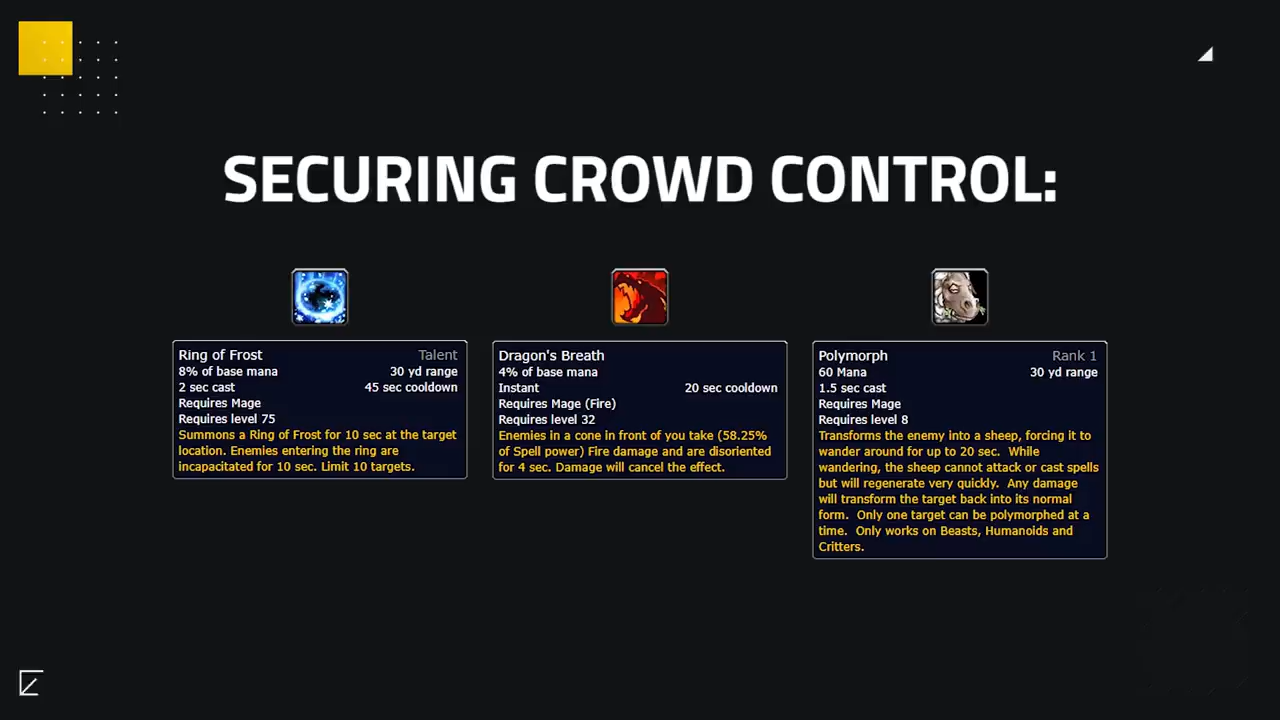 SECURING CROWD CONTROL:
Ring of Frost Talent
8% of base mana 30 yd range
2 sec cast 45 sec cooldown
Requires Mage
Requires level 75
Summons a Ring of Frost for 10 sec at the target
location. Enemies entering the ring are
incapacitated for 10 sec. Limit 10 targets.
Dragon's Breath
4% of base mana
Instant 20 sec cooldown
Requires Mage (Fire)
Requires level 32
Enemies in a cone in front of you take (58.25%
of Spell power) Fire damage and are disoriented
for 4 sec. Damage will cancel the effect.
Polymorph Rank 1
60 Mana 30 yd range
1.5 sec cast
Requires Mage
Requires level 8
Transforms the enemy into a sheep, forcing it to
wander around for up to 20 sec. While
wandering, the sheep cannot attack or cast spells
but will regenerate very quickly. Any damage
will transform the target back into its normal
form. Only one target can be polymorphed at a
time. Only works on Beasts, Humanoids and
Critters.